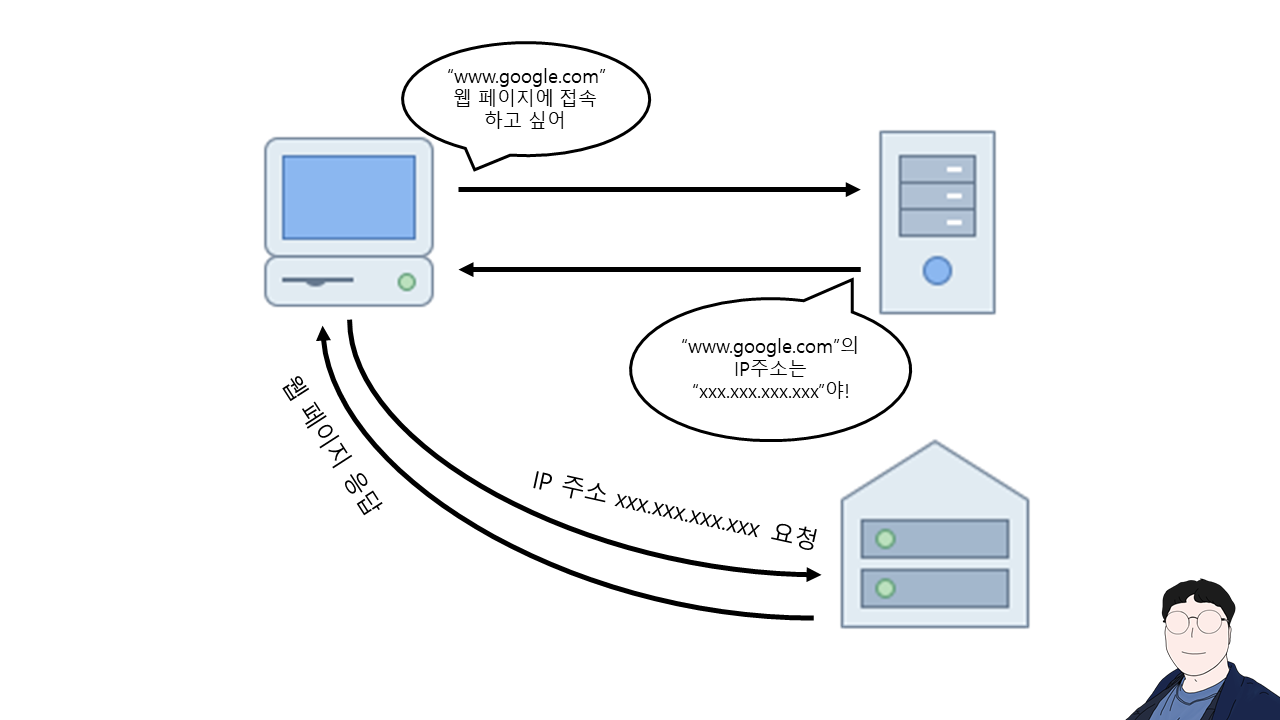 “www.google.com”
웹 페이지에 접속
하고 싶어
“www.google.com”의
IP주소는
“xxx.xxx.xxx.xxx”야!
웹 페이지 응답
IP 주소 xxx.xxx.xxx.xxx 요청